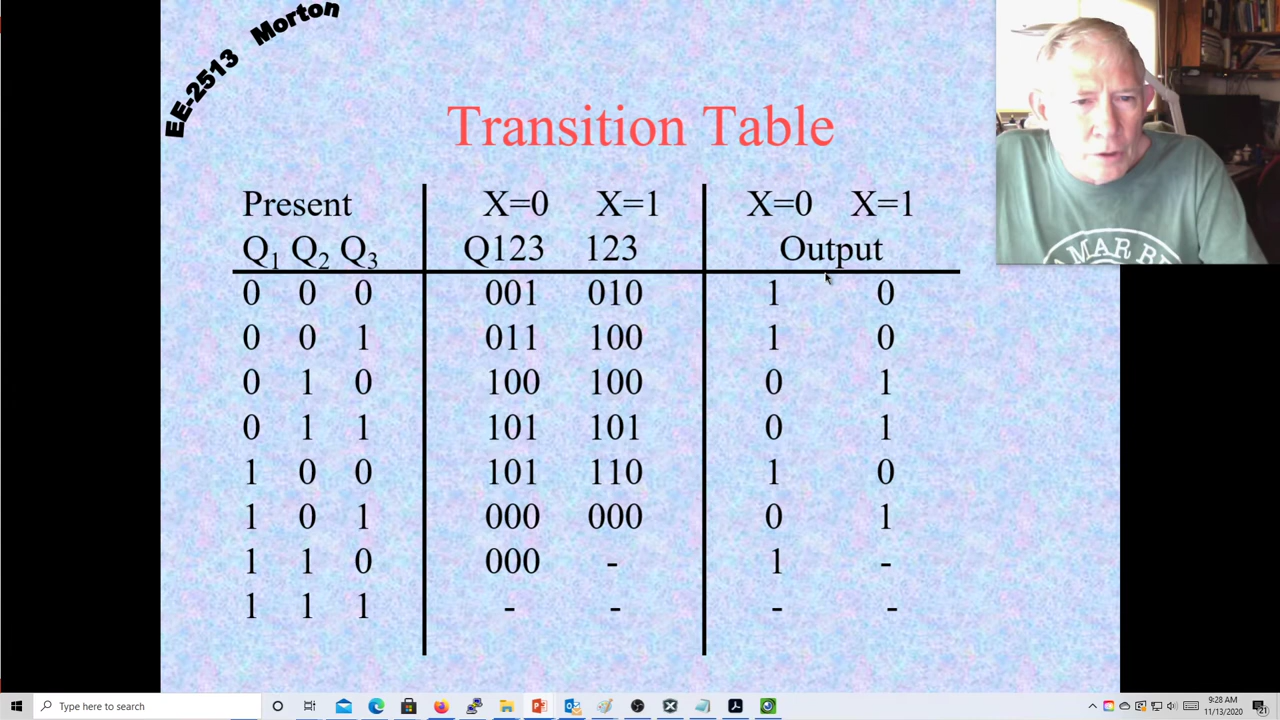 EE-2513 Morton
Transition Table
Present X=0 X=1 X=0 X=1
Q1 Q2 Q3 Q123 123 Output
0 0 0 001 010 1 0
0 0 1 011 100 1 0
0 1 0 100 100 0 1
0 1 1 101 101 0 1
1 0 0 101 110 1 0
1 0 1 000 000 0 1
1 1 0 000 - 1 -
1 1 1 - - - -
AMAR BE
Type here to search
9:28 AM
11/13/2020
21